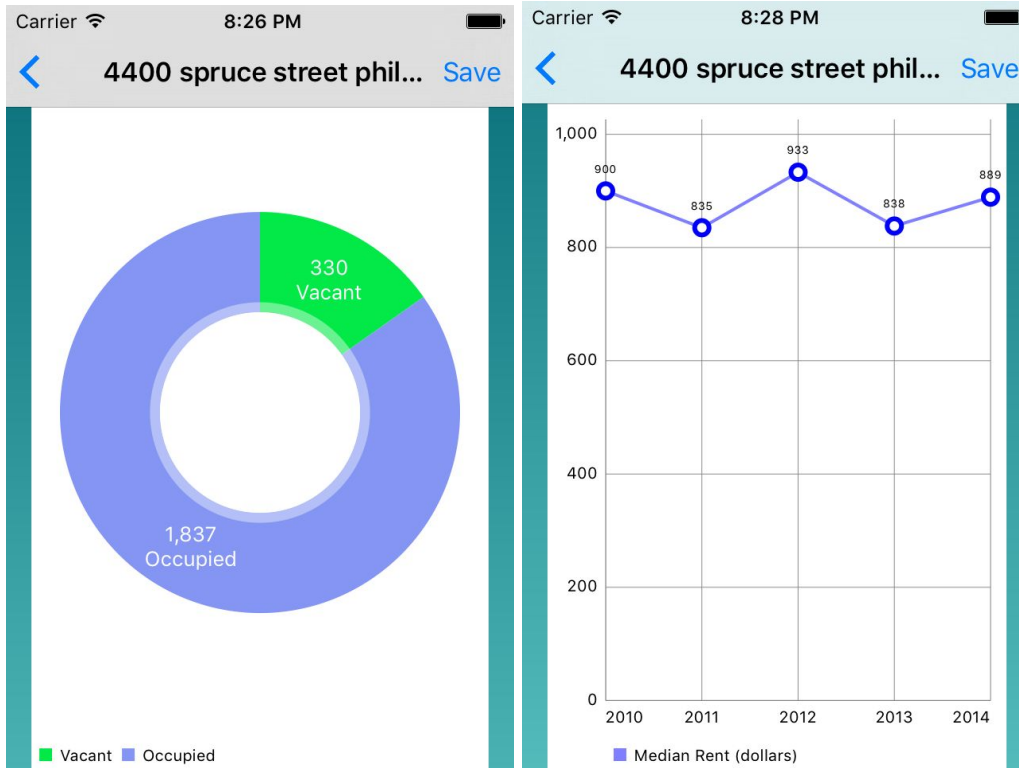 Carrier 8:26 PM
4400 spruce street phil... Save
330
Vacant
1,837
Occupied
Vacant Occupied
Carrier 8:28 PM
4400 spruce street phil... Save
1,000
800
600
400
200
0
900
835
933
838
889
2010 2011 2012 2013 2014
Median Rent (dollars)